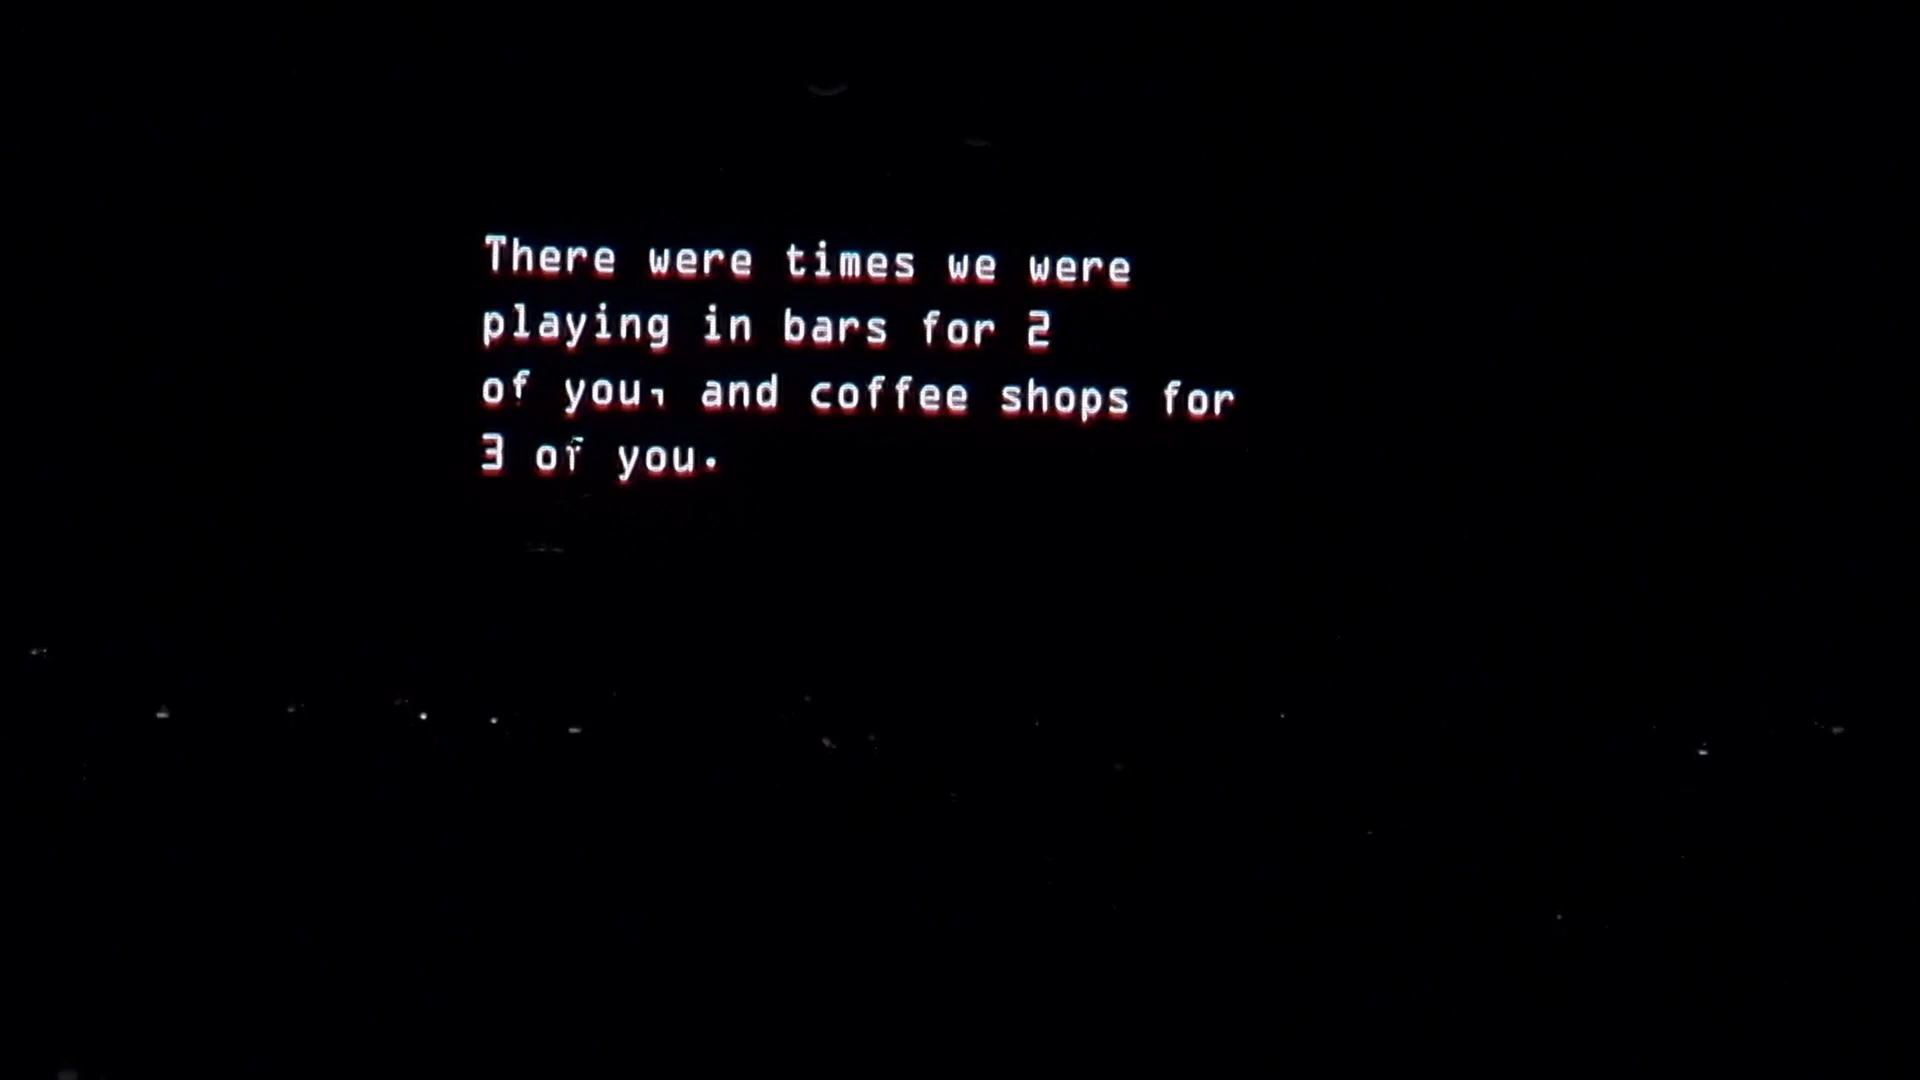 There were times we were
playing in bars for 2
of you, and coffee shops for
3 of you.